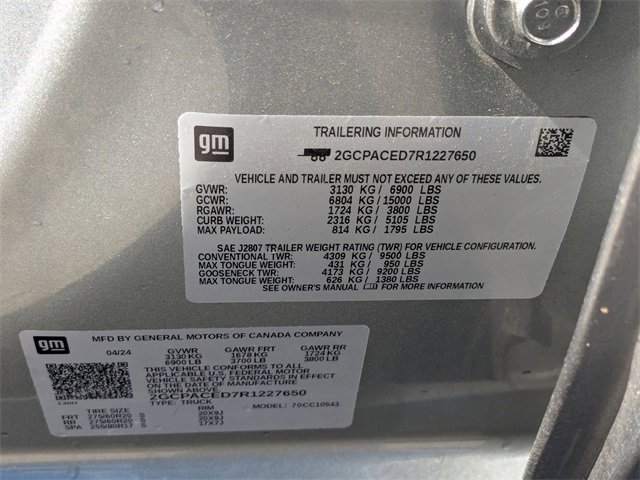 gm
TRAILERING INFORMATION
2GCPACED7R1227650
VEHICLE AND TRAILER MUST NOT EXCEED ANY OF THESE VALUES.
GVWR: 3130 KG / 6900 LBS
GCWR: 6804 KG / 15000 LBS
RGAWR: 1724 KG / 3800 LBS
CURB WEIGHT: 2316 KG / 5105 LBS
MAX PAYLOAD: 814 KG / 1795 LBS
SAE J2807 TRAILER WEIGHT RATING (TWR) FOR VEHICLE CONFIGURATION.
CONVENTIONAL TWR: 4309 KG / 9500 LBS
MAX TONGUE WEIGHT: 431 KG / 950 LBS
GOOSENECK TWR: 4173 KG / 9200 LBS
MAX TONGUE WEIGHT: 626 KG / 1380 LBS
SEE OWNER'S MANUAL FOR MORE INFORMATION
gm
MFD BY GENERAL MOTORS OF CANADA COMPANY
04/24 GVWR GAWR FRT GAWR RR
3130 KG 1678 KG 1724 KG
6900 LB 3700 LB 3800 LB
THIS VEHICLE CONFORMS TO ALL
APPLICABLE U.S. FEDERAL MOTOR
VEHICLE SAFETY STANDARDS IN
EFFECT ON THE DATE OF MANUFACTURE
SHOWN ABOVE.
2GCPACED7R1227650
TYPE: TRUCK MODEL: 70CC10543
TIRE SIZE RIM
FRT 275/60R20 S 20X9J
RR 275/60R20 S 20X9J
SPA 255/80R17 S 17X7J